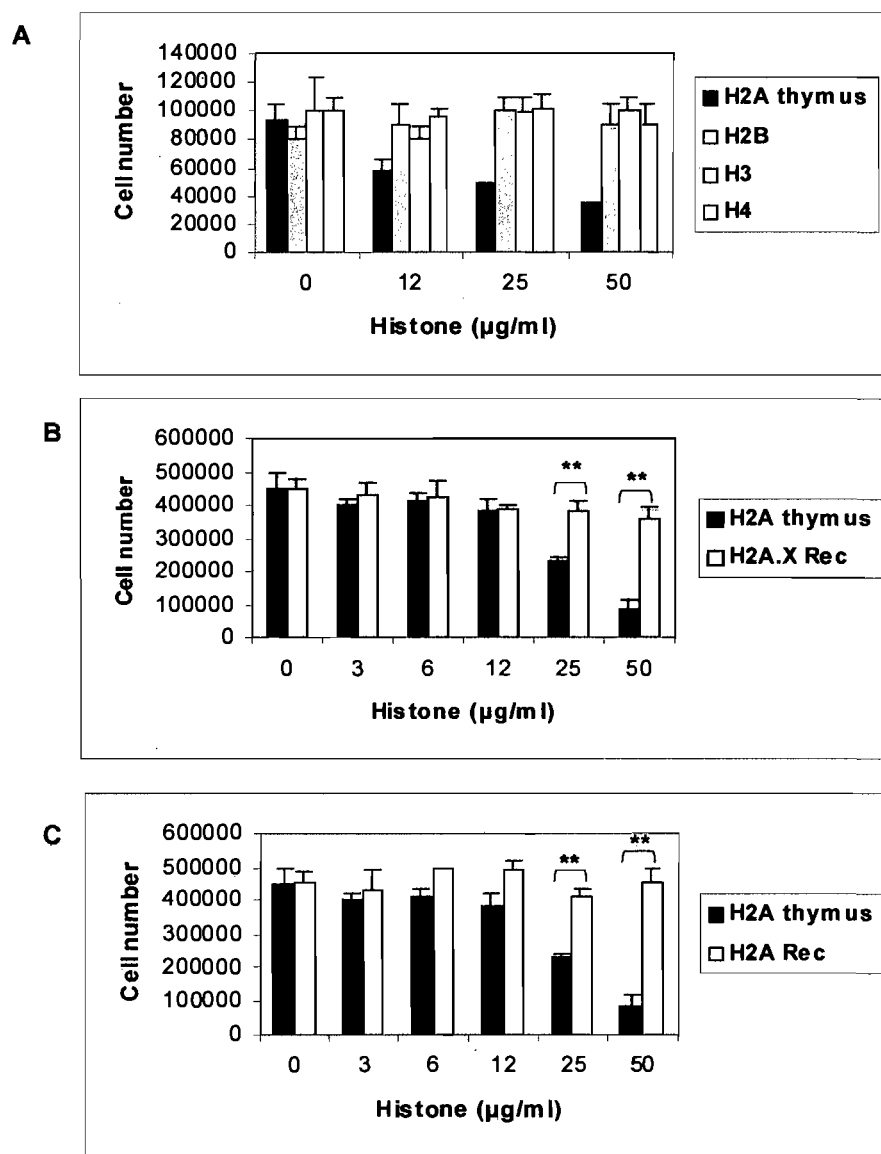 A
140000
120000
100000
80000
60000
40000
20000
0
Cell number
0 12 25 50
Histone (µg/ml)
H2A thymus
H2B
H3
H4
B
600000
500000
400000
300000
200000
100000
0
Cell number
** **
0 3 6 12 25 50
Histone (µg/ml)
H2A thymus
H2A.X Rec
C
600000
500000
400000
300000
200000
100000
0
Cell number
** **
0 3 6 12 25 50
Histone (µg/ml)
H2A thymus
H2A Rec